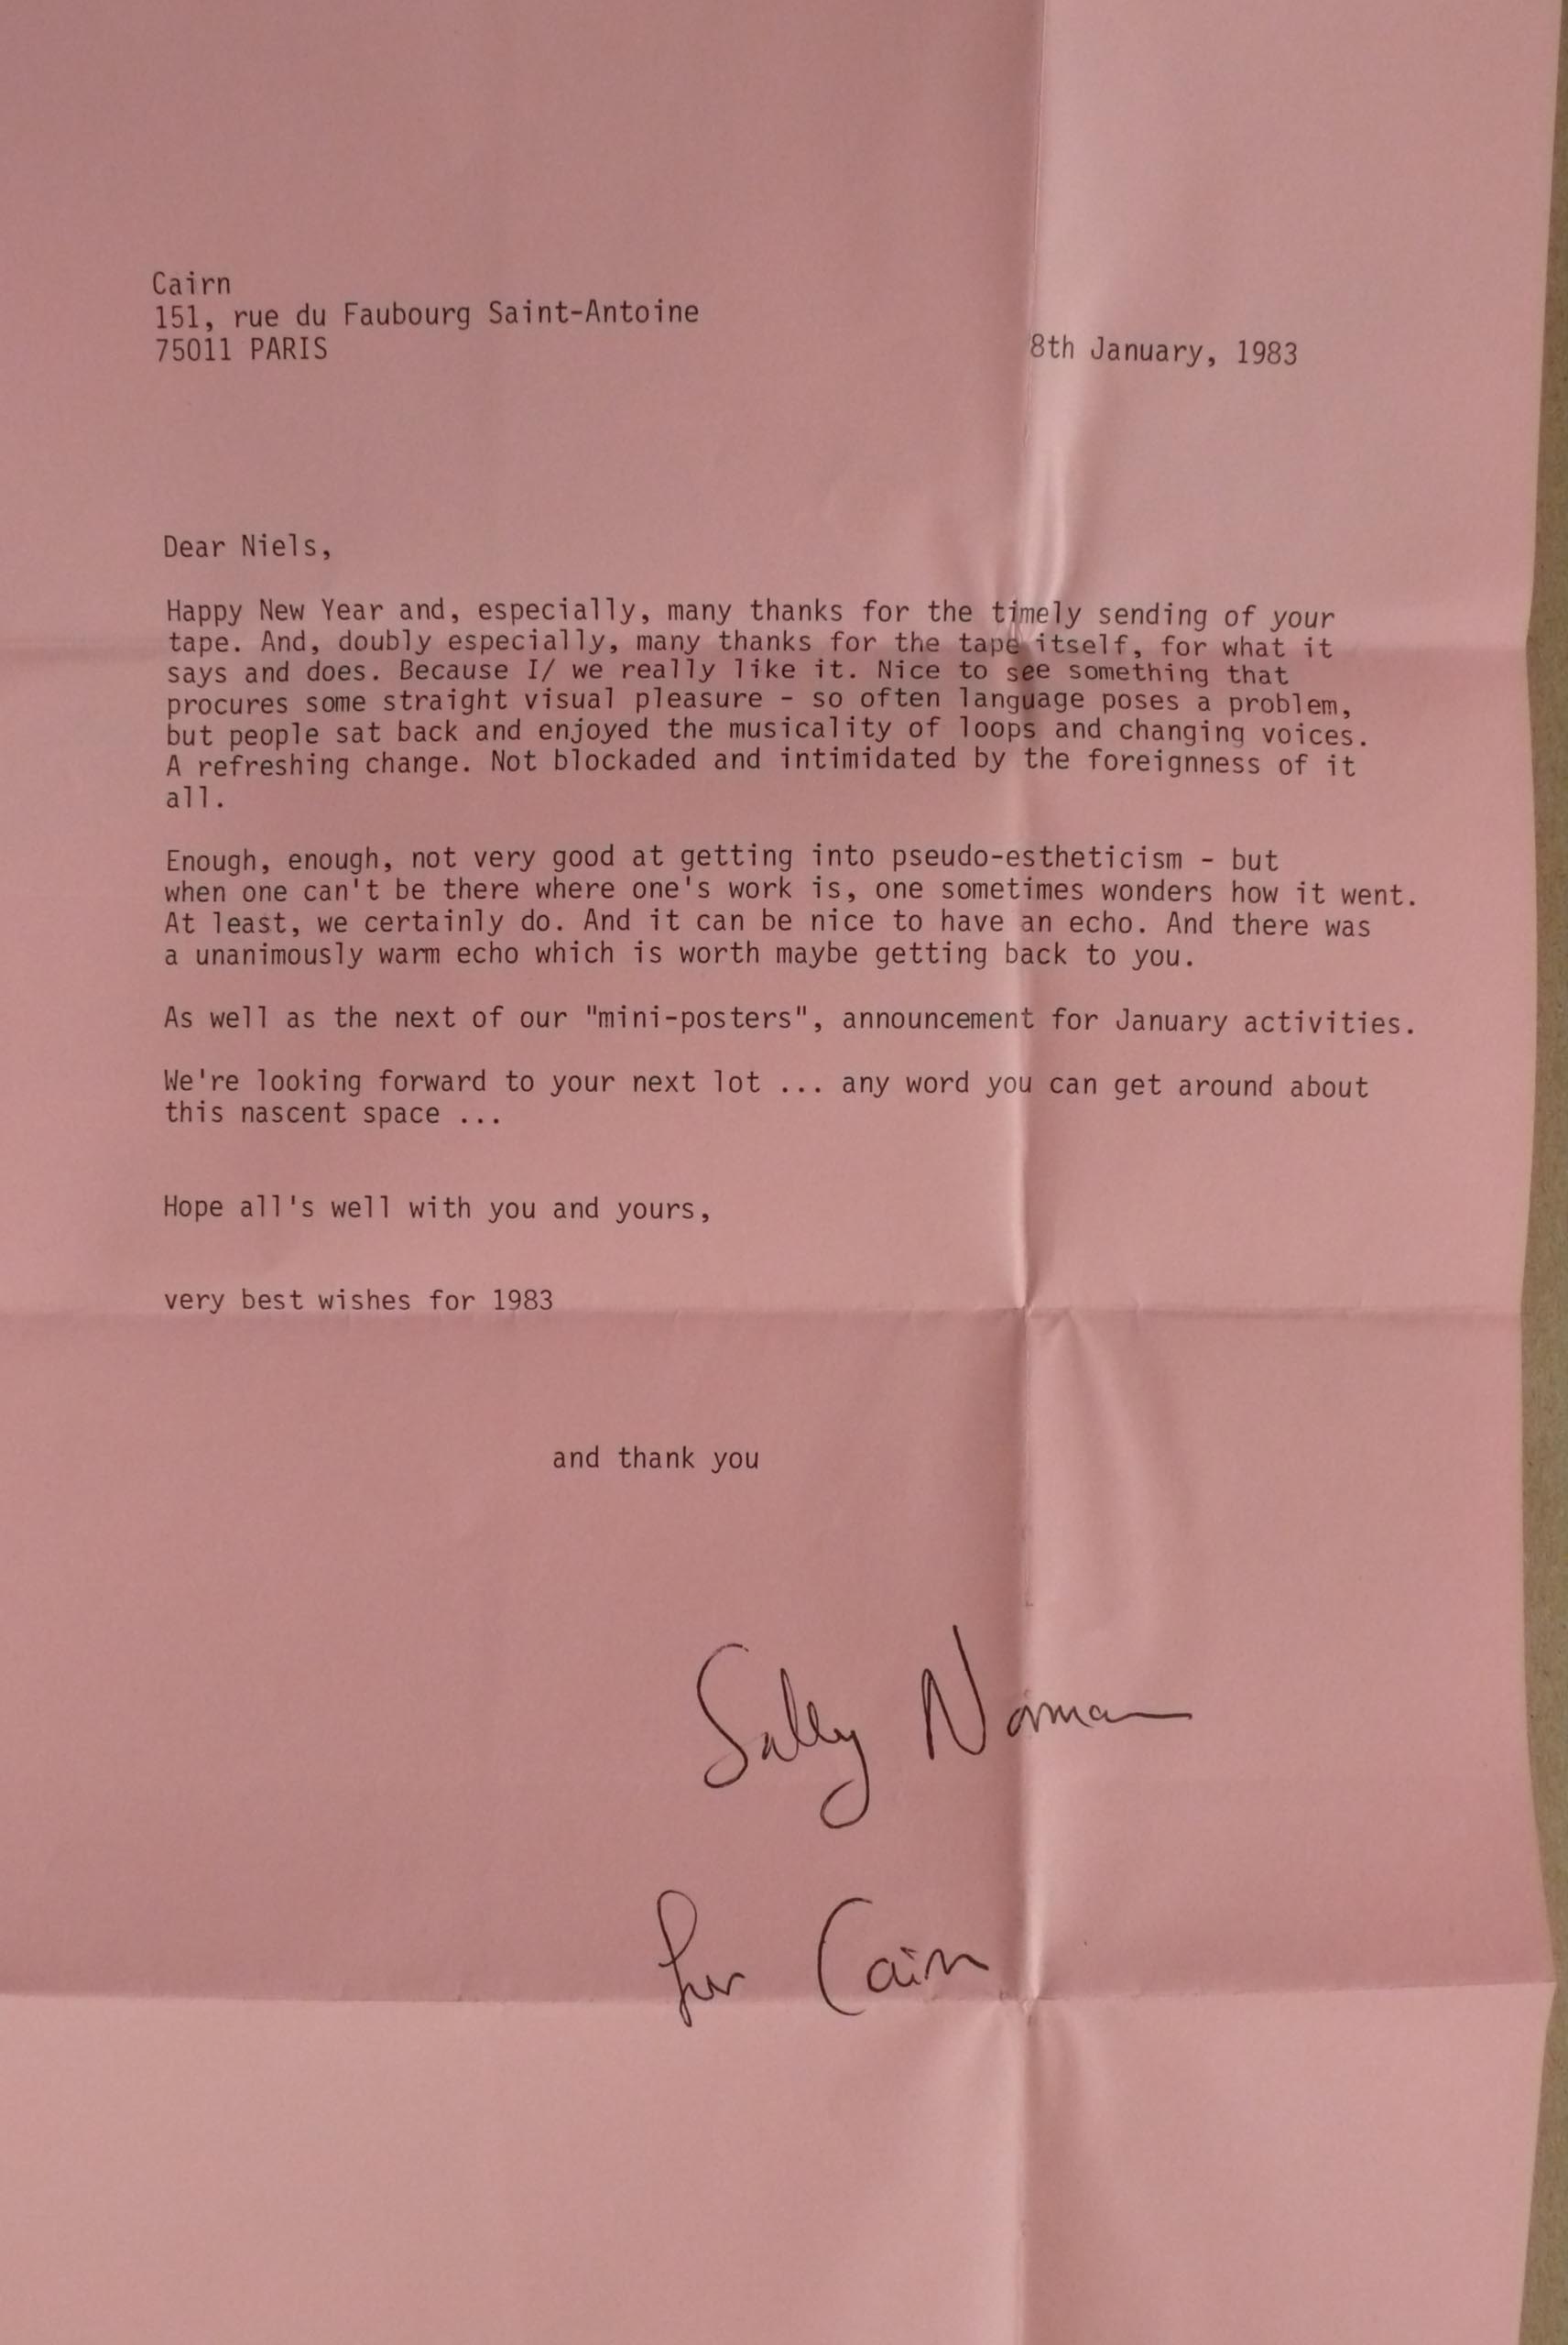 Cairn
151, rue du Faubourg Saint-Antoine
75011 PARIS
8th January, 1983
Dear Niels,
Happy New Year and, especially, many thanks for the timely sending of your
tape. And, doubly especially, many thanks for the tape itself, for what it
says and does. Because I/ we really like it. Nice to see something that
procures some straight visual pleasure - so often language poses a problem,
but people sat back and enjoyed the musicality of loops and changing voices.
A refreshing change. Not blockaded and intimidated by the foreignness of it
all.
Enough, enough, not very good at getting into pseudo-estheticism - but
when one can't be there where one's work is, one sometimes wonders how it went.
At least, we certainly do. And it can be nice to have an echo. And there was
a unanimously warm echo which is worth maybe getting back to you.
As well as the next of our "mini-posters", announcement for January activities.
We're looking forward to your next lot ... any word you can get around about
this nascent space ...
Hope all's well with you and yours,
very best wishes for 1983
and thank you
Sally Norman
for Cairn